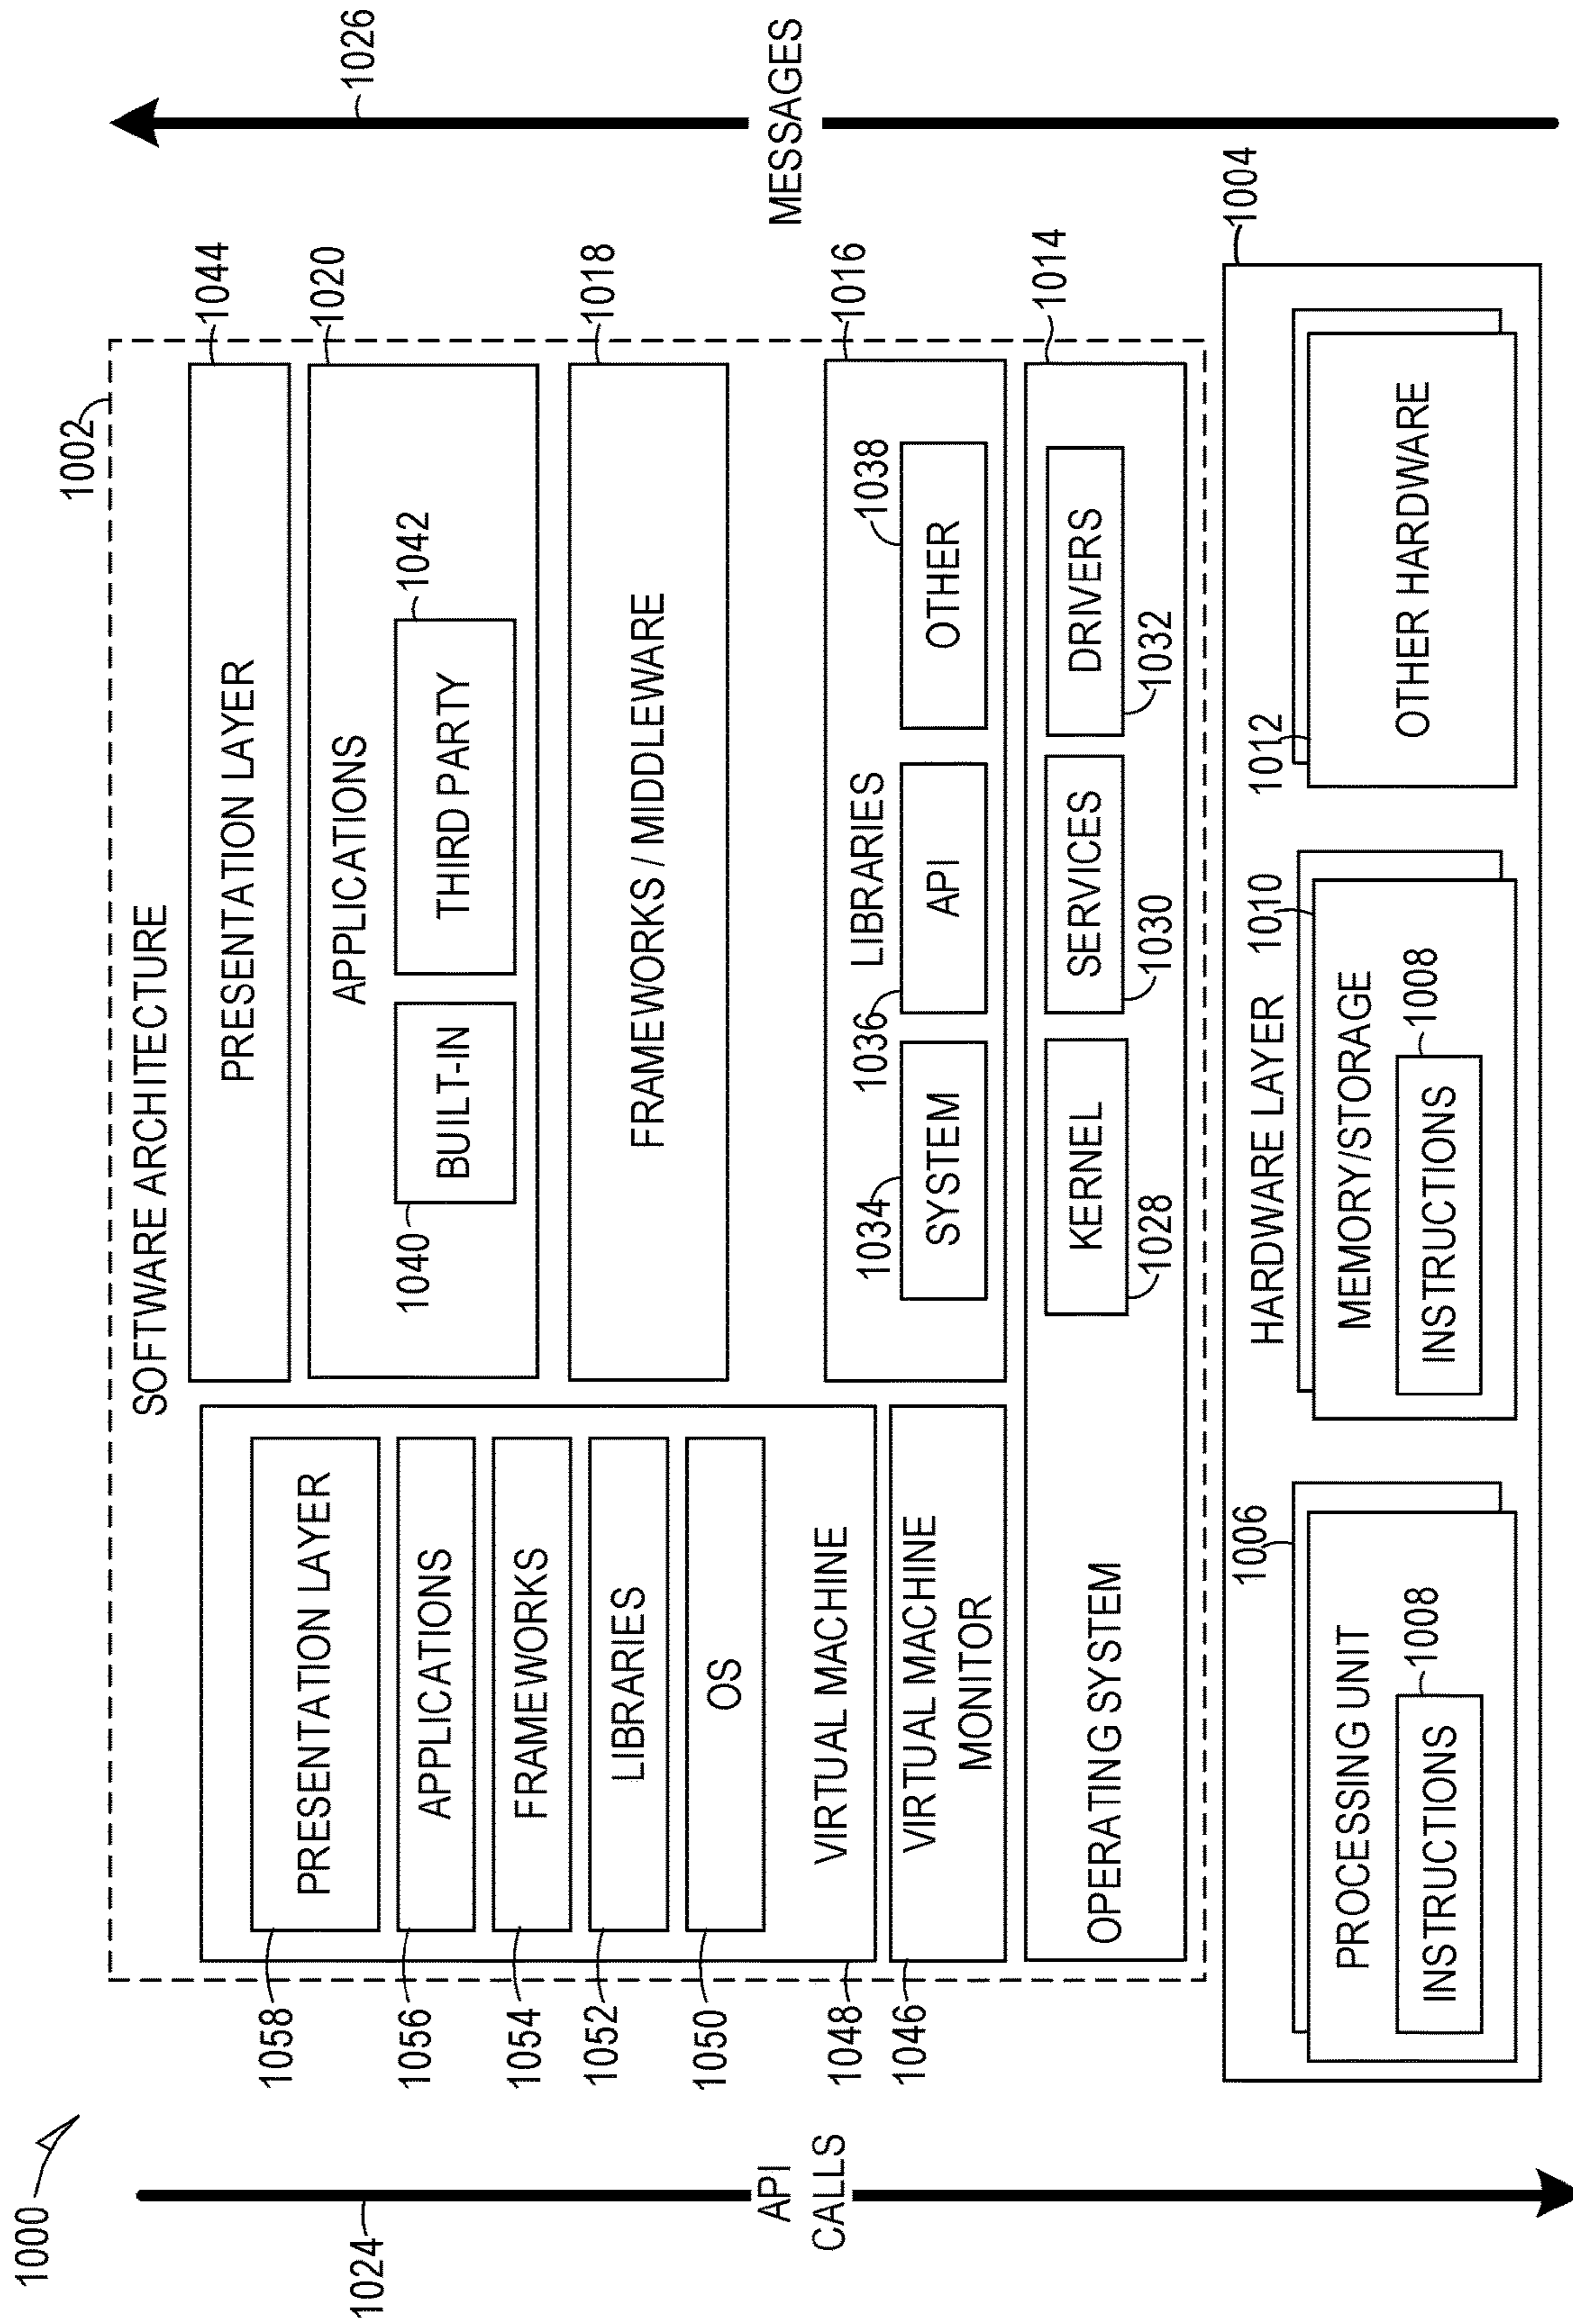 1000
1002
SOFTWARE ARCHITECTURE
1058
PRESENTATION LAYER
1056
APPLICATIONS
1054
FRAMEWORKS
1052
LIBRARIES
1050
OS
1048
VIRTUAL MACHINE
1046
VIRTUAL MACHINE
MONITOR
PRESENTATION LAYER
1044
APPLICATIONS
1020
1040
BUILT-IN
THIRD PARTY
1042
FRAMEWORKS / MIDDLEWARE
1018
LIBRARIES
1016
1034
SYSTEM
1036
API
1038
OTHER
OPERATING SYSTEM
1014
KERNEL
1028
SERVICES
1030
DRIVERS
1032
1004
HARDWARE LAYER
1006
PROCESSING UNIT
INSTRUCTIONS
1008
1010
MEMORY/STORAGE
INSTRUCTIONS
1008
1012
OTHER HARDWARE
1024
API
CALLS
1026
MESSAGES